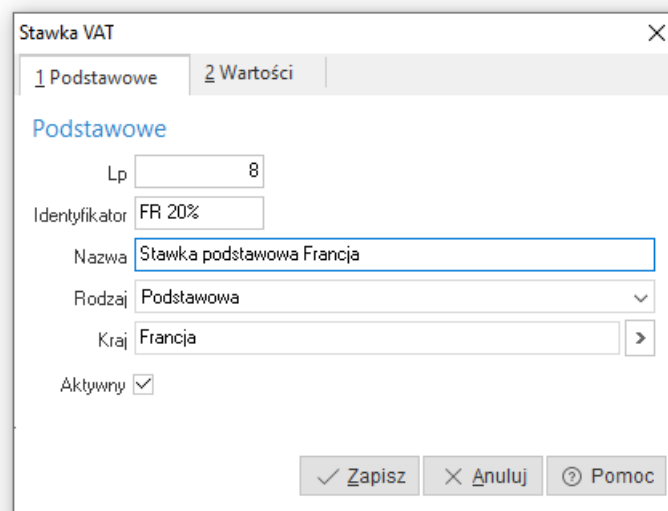 Stawka VAT
1 Podstawowe 2 Wartości
Podstawowe
Lp 8
Identyfikator FR 20%
Nazwa Stawka podstawowa Francja
Rodzaj Podstawowa
Kraj Francja
Aktywny
Zapisz Anuluj Pomoc